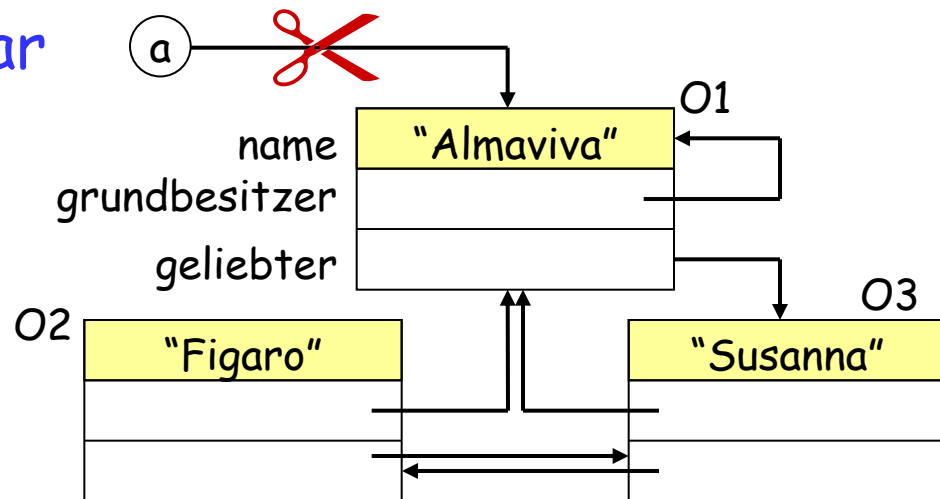 ar
a
O1
name "Almaviva"
grundbesitzer
geliebter
O3
O2
"Figaro" "Susanna"